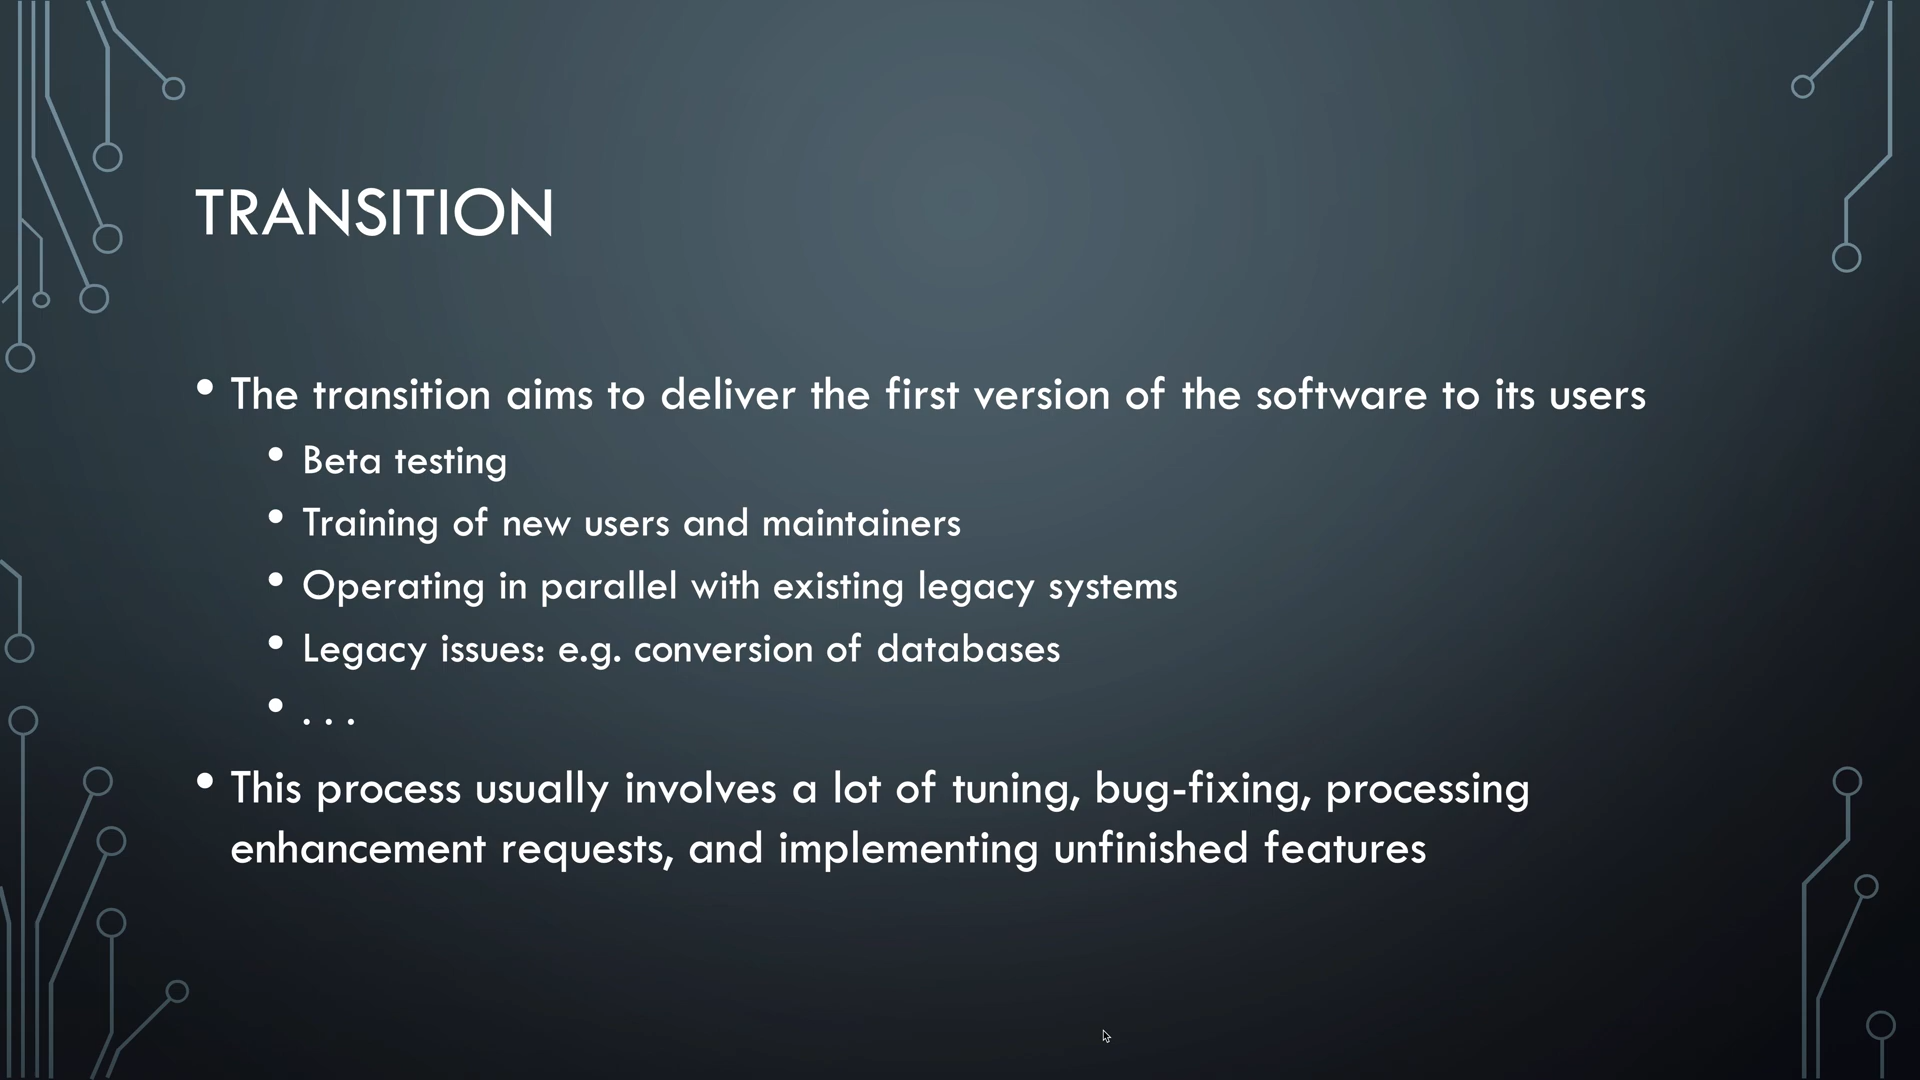 TRANSITION
• The transition aims to deliver the first version of the software to its users
• Beta testing
• Training of new users and maintainers
• Operating in parallel with existing legacy systems
• Legacy issues: e.g. conversion of databases
• . . .
• This process usually involves a lot of tuning, bug-fixing, processing
enhancement requests, and implementing unfinished features